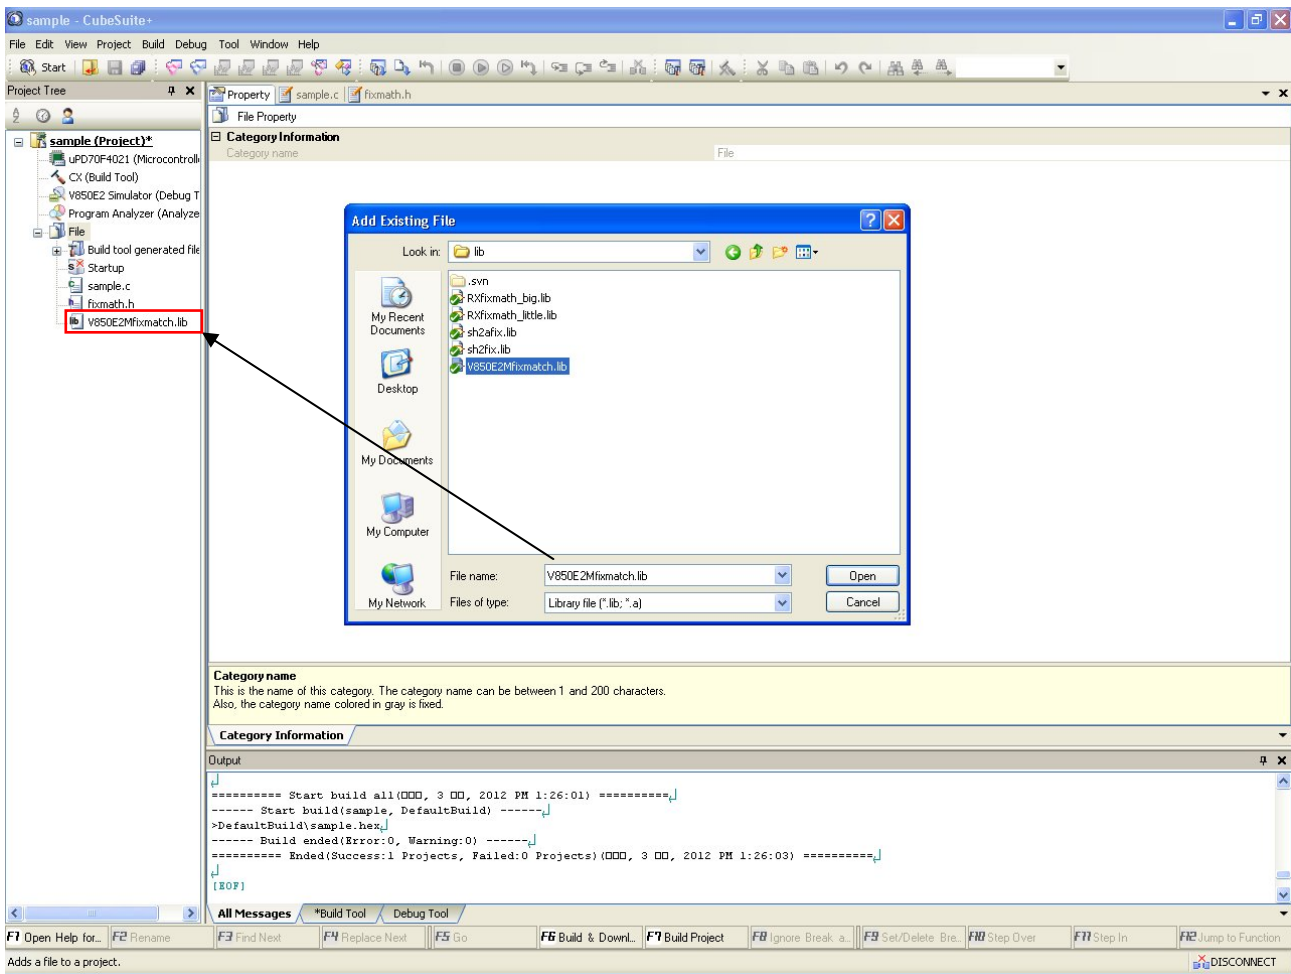 sample - CubeSuite+
File Edit View Project Build Debug Tool Window Help
Start
Project Tree
Property
sample.c
fixmath.h
File Property
sample (Project)*
Category Information
Category name
File
uPD70F4021 (Microcontroll
CX (Build Tool)
V850E2 Simulator (Debug T
Program Analyzer (Analyze
File
Build tool generated file
Startup
sample.c
fixmath.h
V850E2Mfixmatch.lib
Add Existing File
Look in:
lib
My Recent
Documents
Desktop
My Documents
My Computer
My Network
.svn
RXfixmath_big.lib
RXfixmath_little.lib
sh2afix.lib
sh2fix.lib
V850E2Mfixmatch.lib
File name:
V850E2Mfixmatch.lib
Open
Files of type:
Library file (*.lib; *.a)
Cancel
Category name
This is the name of this category. The category name can be between 1 and 200 characters.
Also, the category name colored in gray is fixed.
Category Information
Output
========== Start build all(□□□, 3 □□, 2012 PM 1:26:01) ==========
------ Start build(sample, DefaultBuild) ------
>DefaultBuild\sample.hex
------ Build ended(Error:0, Warning:0) ------
========== Ended(Success:1 Projects, Failed:0 Projects)(□□□, 3 □□, 2012 PM 1:26:03) ==========
[EOF]
All Messages
*Build Tool
Debug Tool
F1 Open Help for...
F2 Rename
F3 Find Next
F4 Replace Next
F5 Go
F6 Build & Downl...
F7 Build Project
F8 Ignore Break a...
F9 Set/Delete Bre...
F10 Step Over
F11 Step In
F12 Jump to Function
Adds a file to a project.
DISCONNECT